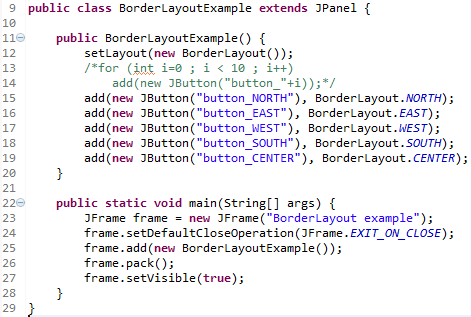 9 public class BorderLayoutExample extends JPanel {
10
11 public BorderLayoutExample() {
12 setLayout(new BorderLayout());
13 /*for (int i=0 ; i < 10 ; i++)
14 add(new JButton("button_"+i));*/
15 add(new JButton("button_NORTH"), BorderLayout.NORTH);
16 add(new JButton("button_EAST"), BorderLayout.EAST);
17 add(new JButton("button_WEST"), BorderLayout.WEST);
18 add(new JButton("button_SOUTH"), BorderLayout.SOUTH);
19 add(new JButton("button_CENTER"), BorderLayout.CENTER);
20 }
21
22 public static void main(String[] args) {
23 JFrame frame = new JFrame("BorderLayout example");
24 frame.setDefaultCloseOperation(JFrame.EXIT_ON_CLOSE);
25 frame.add(new BorderLayoutExample());
26 frame.pack();
27 frame.setVisible(true);
28 }
29 }